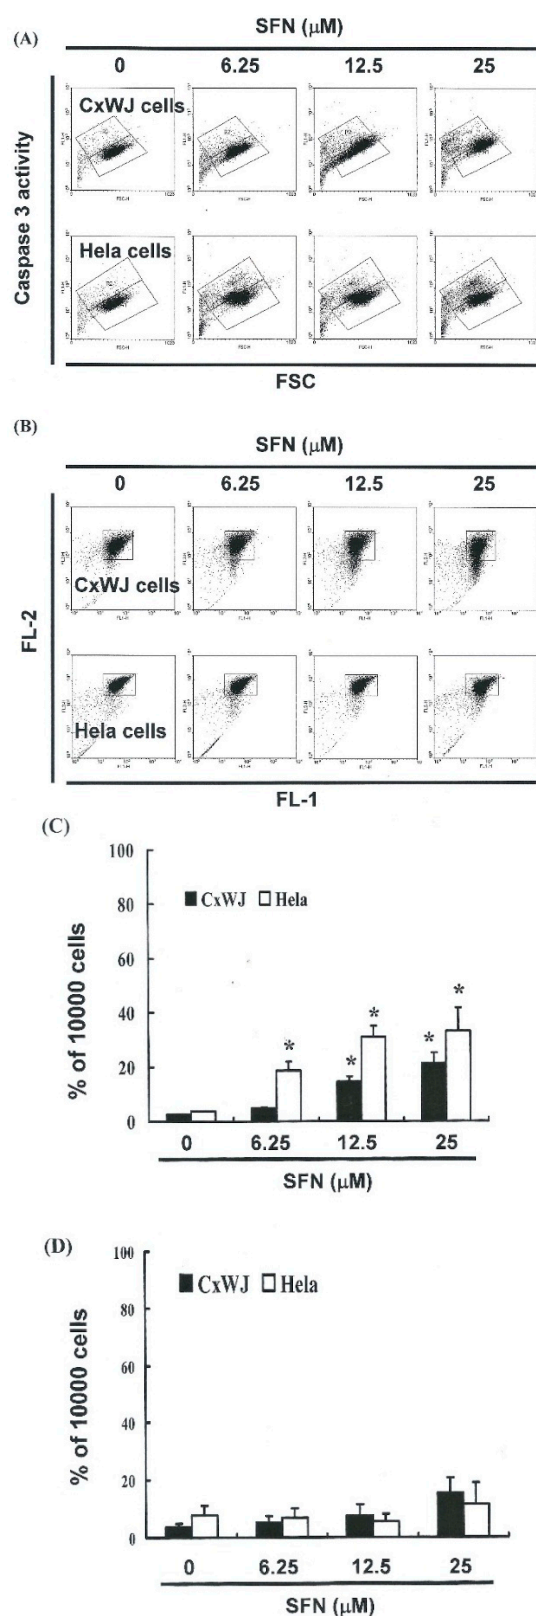 (A)
SFN (μM)
0 6.25 12.5 25
CxWJ cells
Hela cells
Caspase 3 activity
FSC-H
1023
FSC
(B)
SFN (μM)
0 6.25 12.5 25
CxWJ cells
Hela cells
FL-2
FL1-H
FL-1
(C)
100
80
60
40
20
0
CxWJ Hela
% of 10000 cells
* * * * *
0 6.25 12.5 25
SFN (μM)
(D)
100
80
60
40
20
0
CxWJ Hela
% of 10000 cells
0 6.25 12.5 25
SFN (μM)